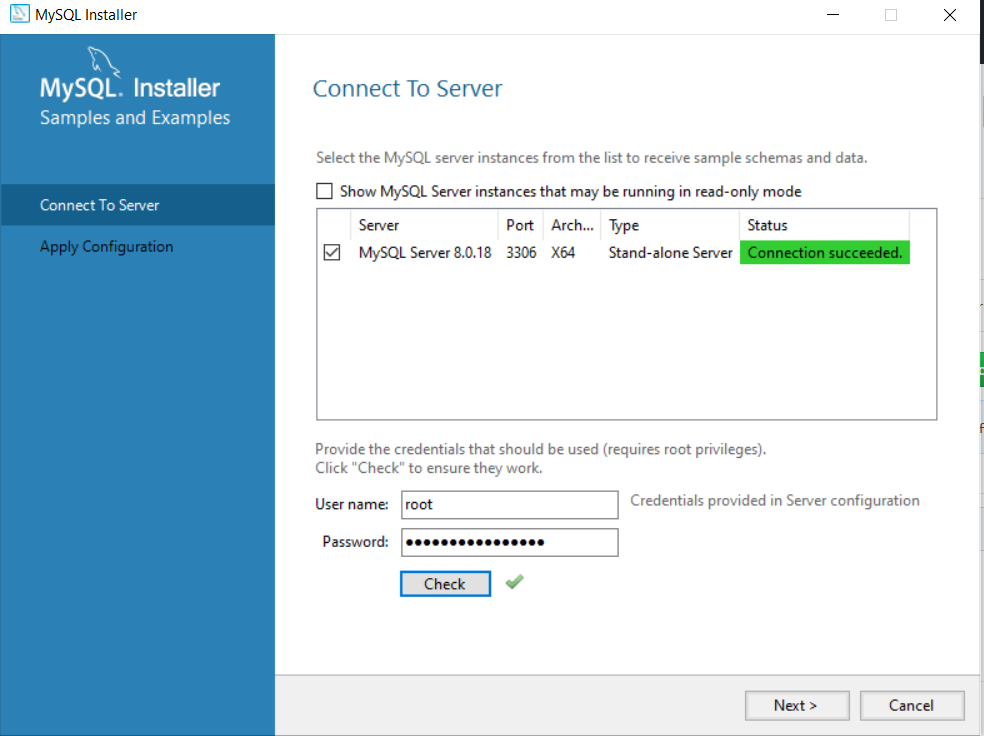 MySQL Installer
MySQL. Installer
Samples and Examples
Connect To Server
Apply Configuration
Connect To Server
Select the MySQL server instances from the list to receive sample schemas and data.
Show MySQL Server instances that may be running in read-only mode
Server Port Arch... Type Status
MySQL Server 8.0.18 3306 X64 Stand-alone Server Connection succeeded.
Provide the credentials that should be used (requires root privileges).
Click "Check" to ensure they work.
User name: root Credentials provided in Server configuration
Password: ●●●●●●●●●●●●●●●●
Check
Next > Cancel